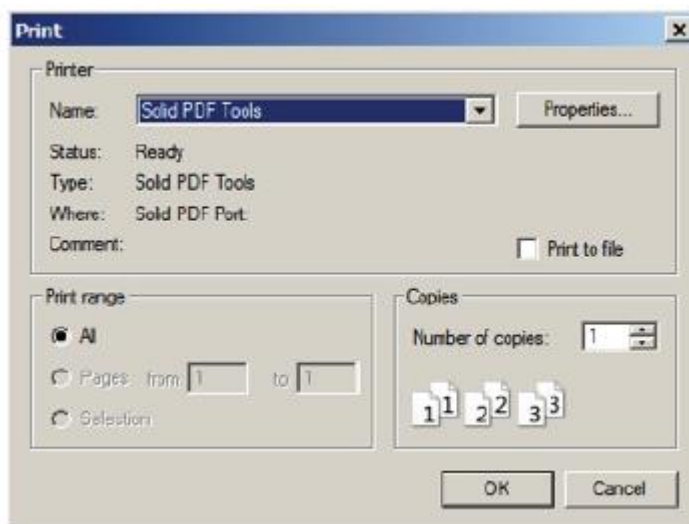 Print
Printer
Name: Solid PDF Tools Properties...
Status: Ready
Type: Solid PDF Tools
Where: Solid PDF Port:
Comment: Print to file
Print range
All
Pages from: 1 to: 1
Selection
Copies
Number of copies: 1
1 1 2 2 3 3
OK Cancel